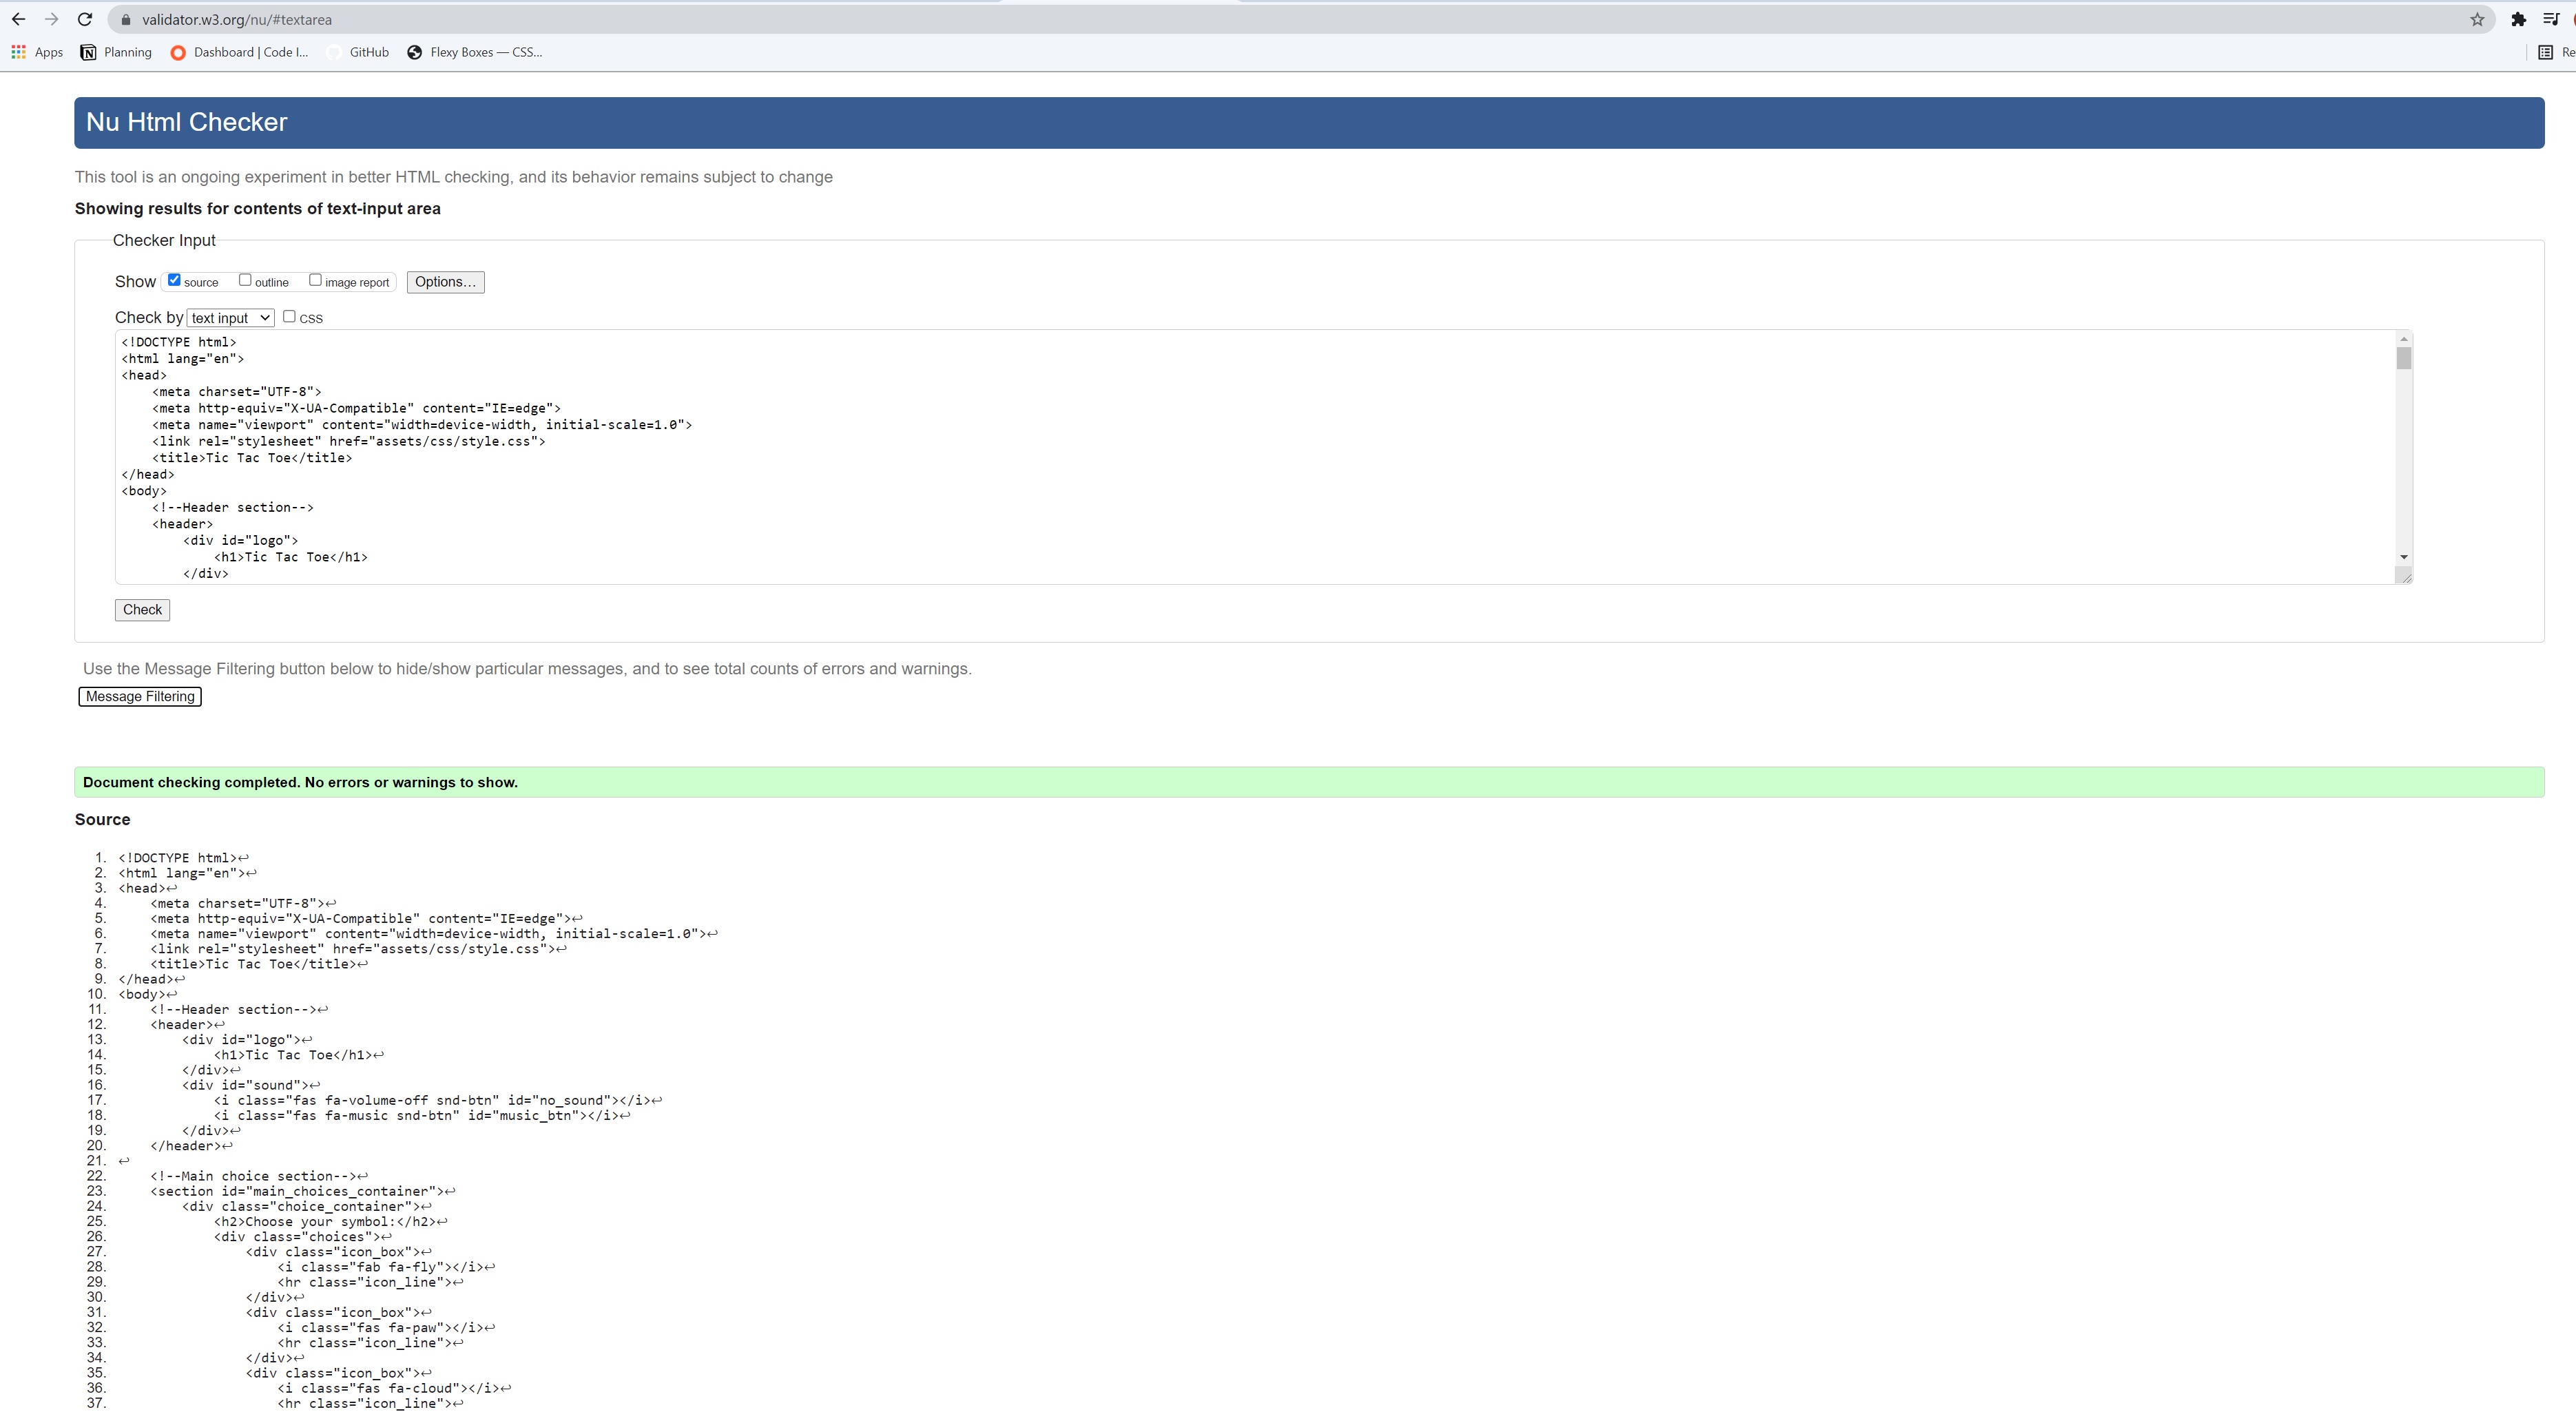 validator.w3.org/nu/#textarea
Apps Planning Dashboard | Code I... GitHub Flexy Boxes — CSS...
Nu Html Checker
This tool is an ongoing experiment in better HTML checking, and its behavior remains subject to change
Showing results for contents of text-input area
Checker Input
Show source outline image report Options…
Check by text input CSS
<!DOCTYPE html>
<html lang="en">
<head>
    <meta charset="UTF-8">
    <meta http-equiv="X-UA-Compatible" content="IE=edge">
    <meta name="viewport" content="width=device-width, initial-scale=1.0">
    <link rel="stylesheet" href="assets/css/style.css">
    <title>Tic Tac Toe</title>
</head>
<body>
    <!--Header section-->
    <header>
        <div id="logo">
            <h1>Tic Tac Toe</h1>
        </div>
Check
Use the Message Filtering button below to hide/show particular messages, and to see total counts of errors and warnings.
Message Filtering
Document checking completed. No errors or warnings to show.
Source
1. <!DOCTYPE html>↩
2. <html lang="en">↩
3. <head>↩
4.     <meta charset="UTF-8">↩
5.     <meta http-equiv="X-UA-Compatible" content="IE=edge">↩
6.     <meta name="viewport" content="width=device-width, initial-scale=1.0">↩
7.     <link rel="stylesheet" href="assets/css/style.css">↩
8.     <title>Tic Tac Toe</title>↩
9. </head>↩
10. <body>↩
11.     <!--Header section-->↩
12.     <header>↩
13.         <div id="logo">↩
14.             <h1>Tic Tac Toe</h1>↩
15.         </div>↩
16.         <div id="sound">↩
17.             <i class="fas fa-volume-off snd-btn" id="no_sound"></i>↩
18.             <i class="fas fa-music snd-btn" id="music_btn"></i>↩
19.         </div>↩
20.     </header>↩
21. ↩
22.     <!--Main choice section-->↩
23.     <section id="main_choices_container">↩
24.         <div class="choice_container">↩
25.             <h2>Choose your symbol:</h2>↩
26.             <div class="choices">↩
27.                 <div class="icon_box">↩
28.                     <i class="fab fa-fly"></i>↩
29.                     <hr class="icon_line">↩
30.                 </div>↩
31.                 <div class="icon_box">↩
32.                     <i class="fas fa-paw"></i>↩
33.                     <hr class="icon_line">↩
34.                 </div>↩
35.                 <div class="icon_box">↩
36.                     <i class="fas fa-cloud"></i>↩
37.                     <hr class="icon_line">↩